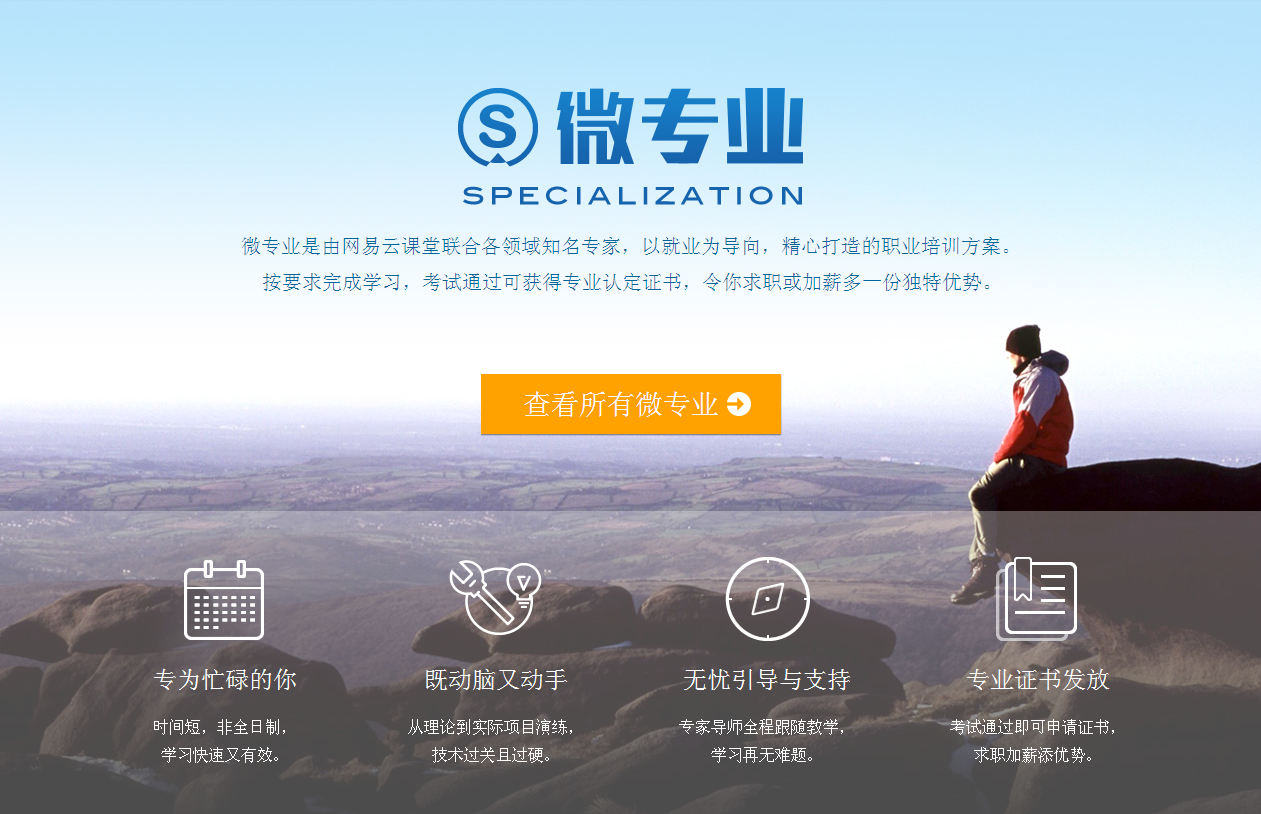 S 微专业
SPECIALIZATION
微专业是由网易云课堂联合各领域知名专家，以就业为导向，精心打造的职业培训方案。
按要求完成学习，考试通过可获得专业认定证书，令你求职或加薪多一份独特优势。
查看所有微专业
专为忙碌的你
时间短，非全日制，
学习快速又有效。
既动脑又动手
从理论到实际项目演练，
技术过关且过硬。
无忧引导与支持
专家导师全程跟随教学，
学习再无难题。
专业证书发放
考试通过即可申请证书，
求职加薪添优势。